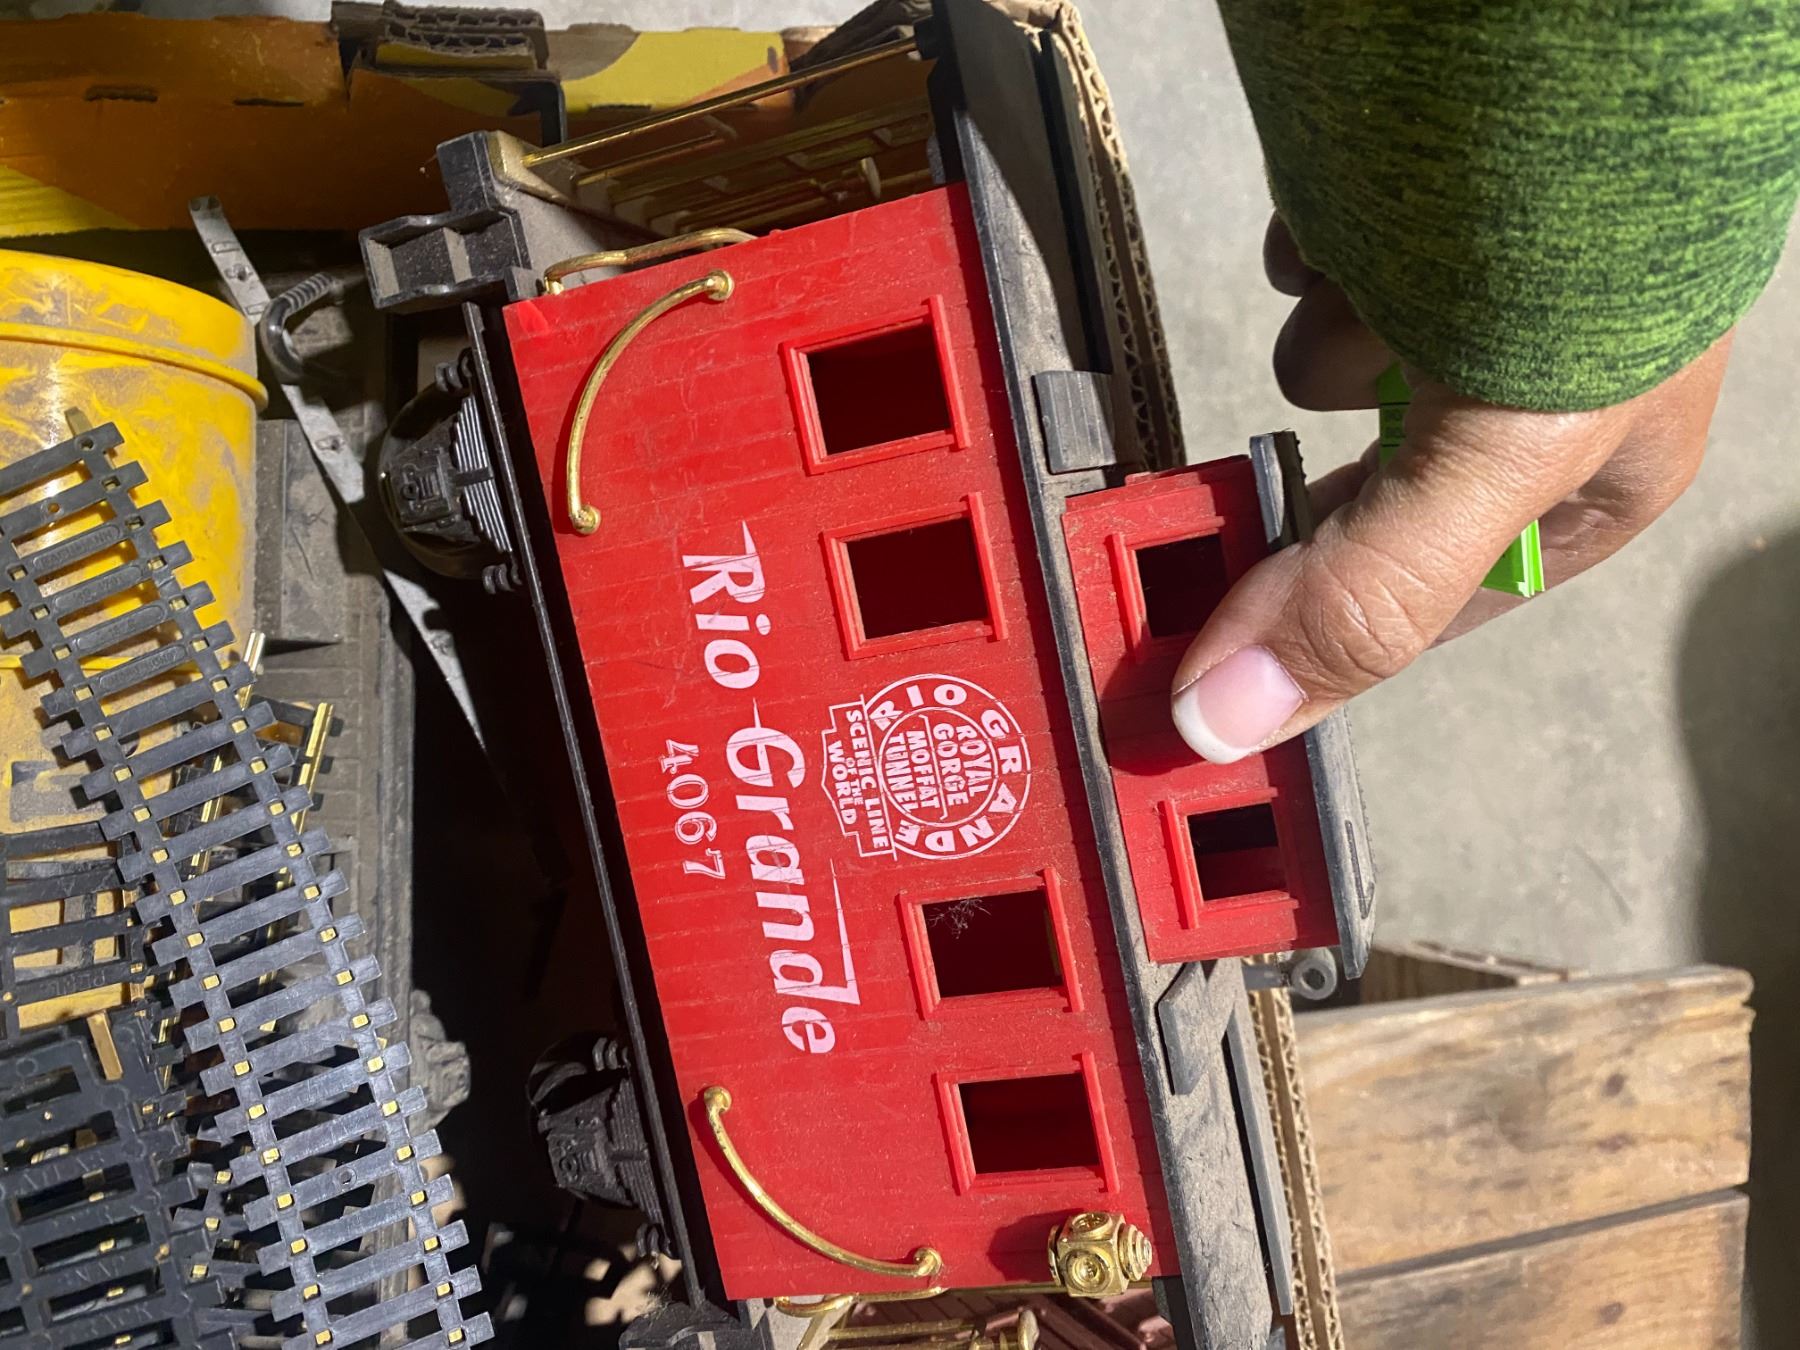 RIO GRANDE
ROYAL
GORGE
MOFFAT
TUNNEL
SCENIC LINE
OF THE
WORLD
Rio Grande
4067